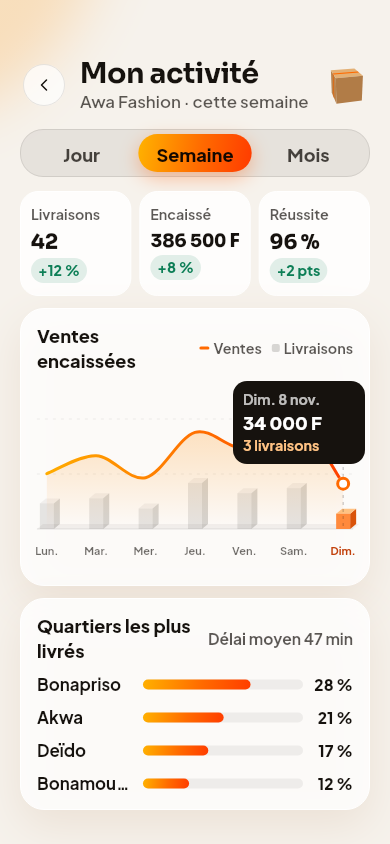 Mon activité
Awa Fashion · cette semaine
Jour Semaine Mois
Livraisons Encaissé Réussite
42 386 500 F 96 %
+12 % +8 % +2 pts
Ventes
encaissées
Ventes Livraisons
Dim. 8 nov.
34 000 F
3 livraisons
Lun. Mar. Mer. Jeu. Ven. Sam. Dim.
Quartiers les plus
livrés
Délai moyen 47 min
Bonapriso 28 %
Akwa 21 %
Deïdo 17 %
Bonamou… 12 %